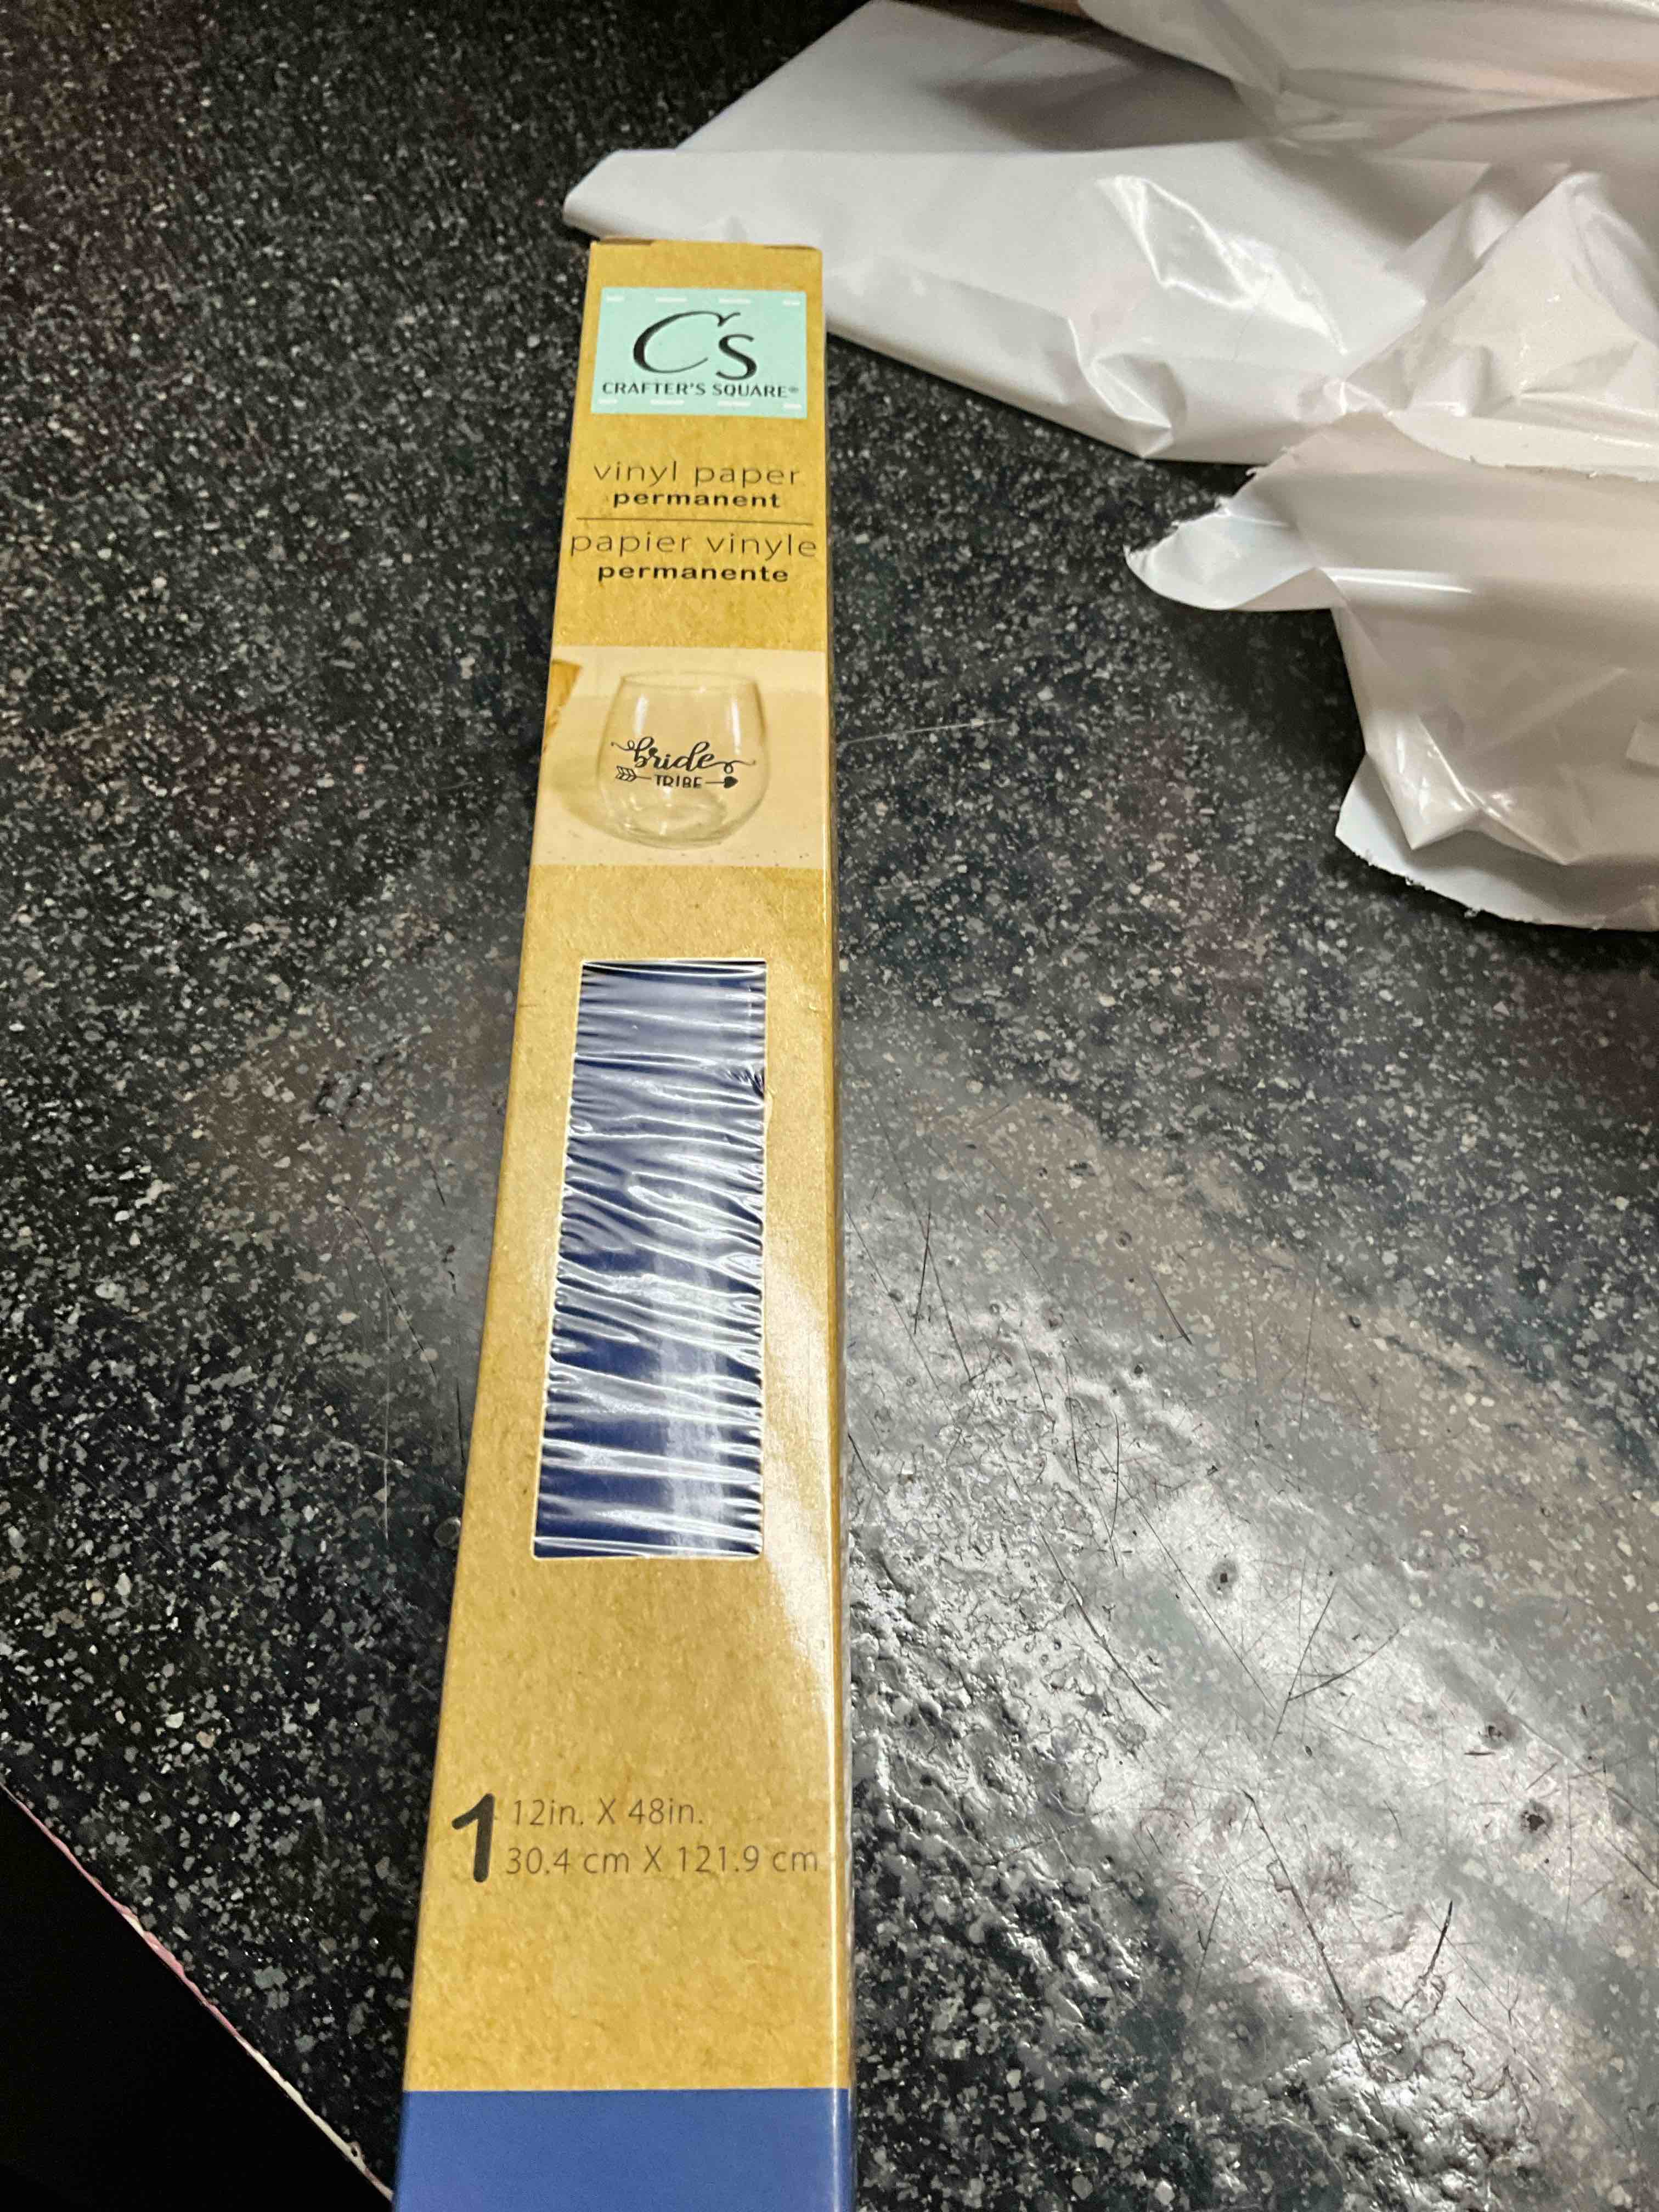 Cs
CRAFTER'S SQUARE®
vinyl paper
permanent
papier vinyle
permanente
bride
TRIBE
1 12in. X 48in.
30.4 cm X 121.9 cm